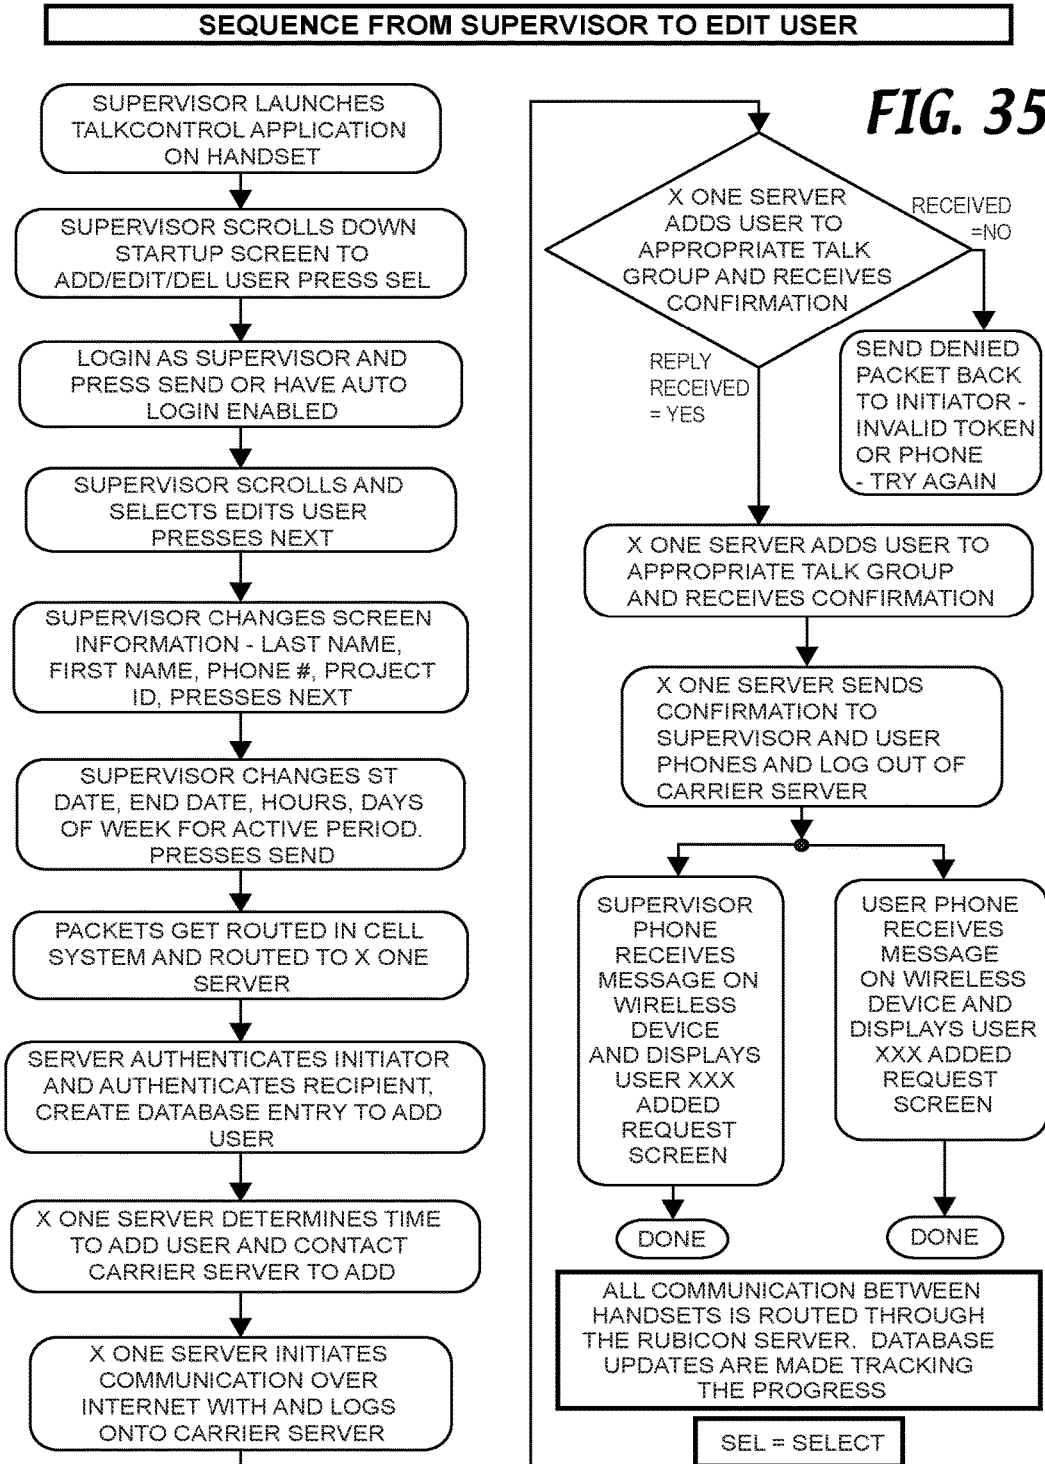 SEQUENCE FROM SUPERVISOR TO EDIT USER
FIG. 35
SUPERVISOR LAUNCHES
TALKCONTROL APPLICATION
ON HANDSET
SUPERVISOR SCROLLS DOWN
STARTUP SCREEN TO
ADD/EDIT/DEL USER PRESS SEL
LOGIN AS SUPERVISOR AND
PRESS SEND OR HAVE AUTO
LOGIN ENABLED
SUPERVISOR SCROLLS AND
SELECTS EDITS USER
PRESSES NEXT
SUPERVISOR CHANGES SCREEN
INFORMATION - LAST NAME,
FIRST NAME, PHONE #, PROJECT
ID, PRESSES NEXT
SUPERVISOR CHANGES ST
DATE, END DATE, HOURS, DAYS
OF WEEK FOR ACTIVE PERIOD.
PRESSES SEND
PACKETS GET ROUTED IN CELL
SYSTEM AND ROUTED TO X ONE
SERVER
SERVER AUTHENTICATES INITIATOR
AND AUTHENTICATES RECIPIENT,
CREATE DATABASE ENTRY TO ADD
USER
X ONE SERVER DETERMINES TIME
TO ADD USER AND CONTACT
CARRIER SERVER TO ADD
X ONE SERVER INITIATES
COMMUNICATION OVER
INTERNET WITH AND LOGS
ONTO CARRIER SERVER
X ONE SERVER
ADDS USER TO
APPROPRIATE TALK
GROUP AND RECEIVES
CONFIRMATION
RECEIVED
=NO
SEND DENIED
PACKET BACK
TO INITIATOR -
INVALID TOKEN
OR PHONE
- TRY AGAIN
REPLY
RECEIVED
= YES
X ONE SERVER ADDS USER TO
APPROPRIATE TALK GROUP
AND RECEIVES CONFIRMATION
X ONE SERVER SENDS
CONFIRMATION TO
SUPERVISOR AND USER
PHONES AND LOG OUT OF
CARRIER SERVER
SUPERVISOR
PHONE
RECEIVES
MESSAGE ON
WIRELESS
DEVICE
AND DISPLAYS
USER XXX
ADDED
REQUEST
SCREEN
DONE
USER PHONE
RECEIVES
MESSAGE
ON WIRELESS
DEVICE AND
DISPLAYS USER
XXX ADDED
REQUEST
SCREEN
DONE
ALL COMMUNICATION BETWEEN
HANDSETS IS ROUTED THROUGH
THE RUBICON SERVER. DATABASE
UPDATES ARE MADE TRACKING
THE PROGRESS
SEL = SELECT